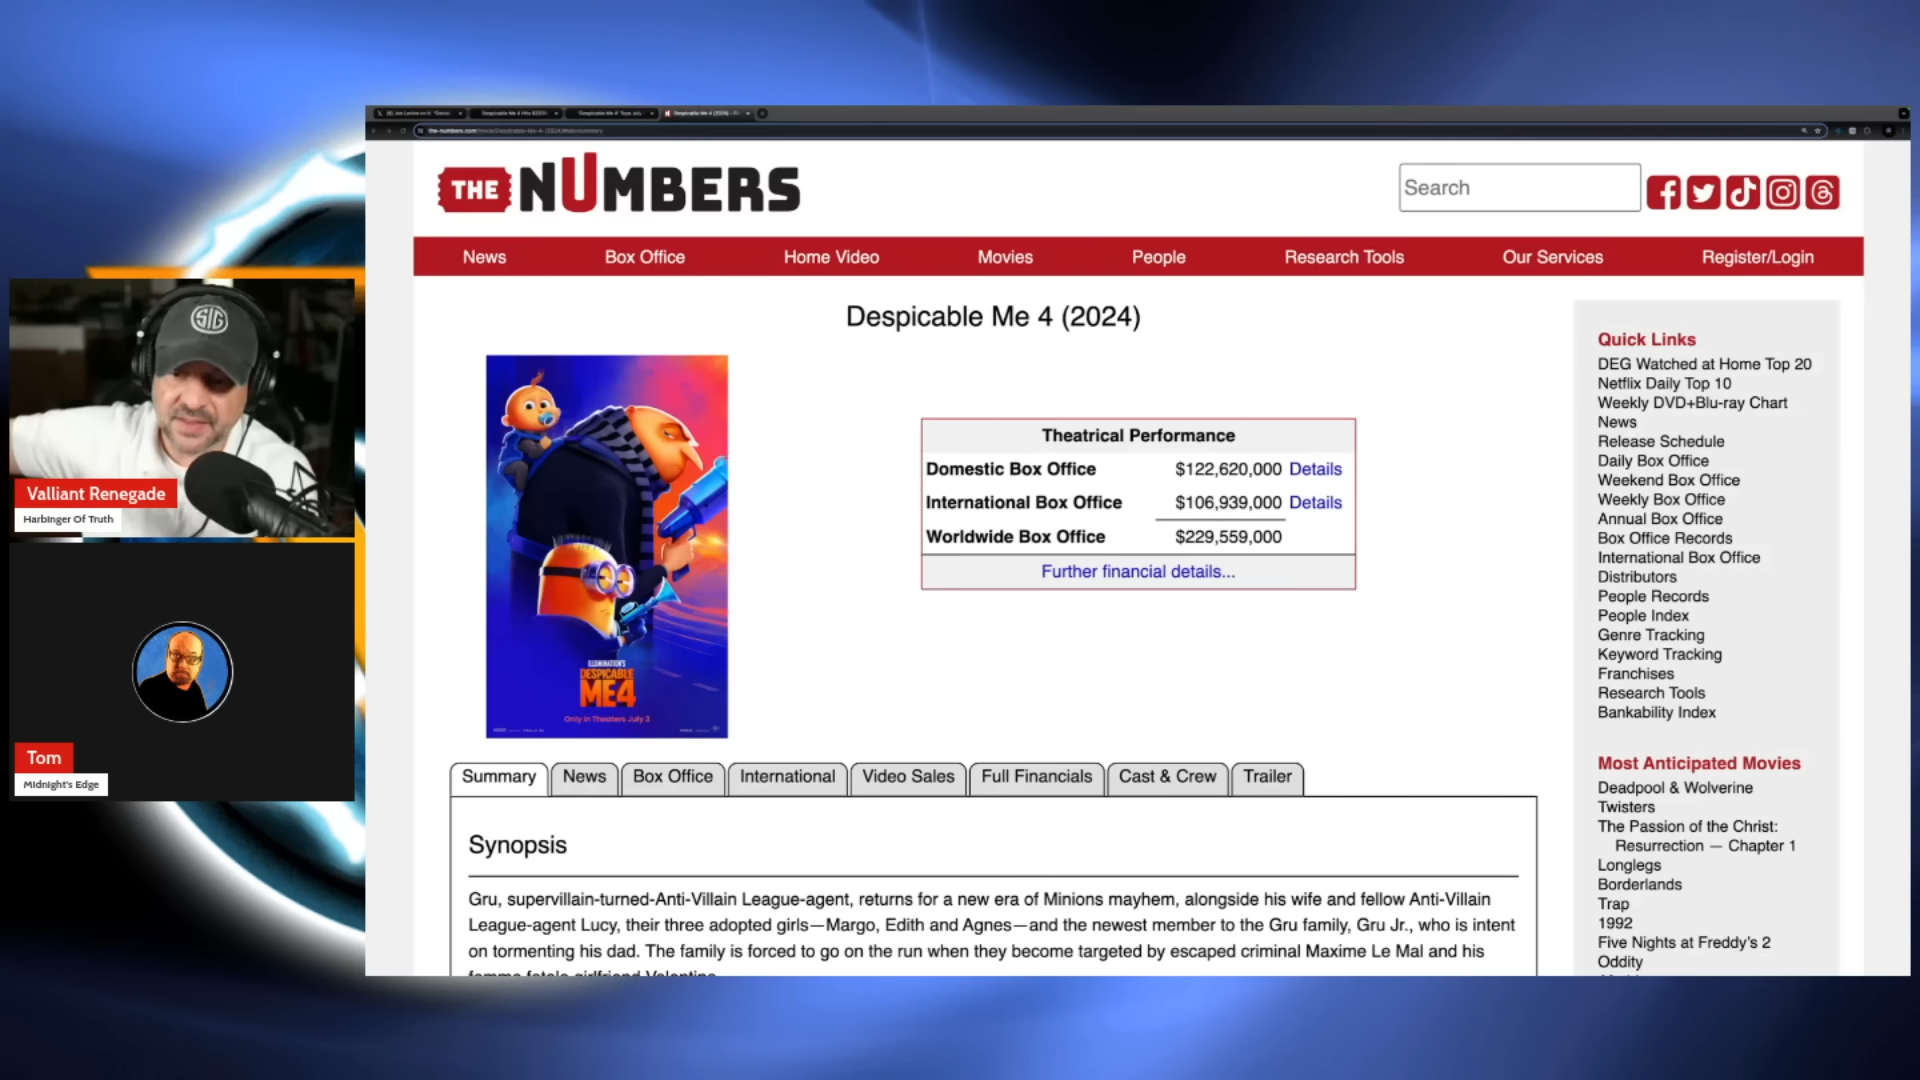 Despicable Me 4 (2024)
THE NUMBERS
Search
News
Box Office
Home Video
Movies
People
Research Tools
Our Services
Register/Login
Despicable Me 4 (2024)
ILLUMINATION'S
DESPICABLE
ME4
Only in Theaters July 3
Theatrical Performance
Domestic Box Office $122,620,000 Details
International Box Office $106,939,000 Details
Worldwide Box Office $229,559,000
Further financial details...
Summary
News
Box Office
International
Video Sales
Full Financials
Cast & Crew
Trailer
Synopsis
Gru, supervillain-turned-Anti-Villain League-agent, returns for a new era of Minions mayhem, alongside his wife and fellow Anti-Villain
League-agent Lucy, their three adopted girls—Margo, Edith and Agnes—and the newest member to the Gru family, Gru Jr., who is intent
on tormenting his dad. The family is forced to go on the run when they become targeted by escaped criminal Maxime Le Mal and his
femme fatale girlfriend Valentina
Quick Links
DEG Watched at Home Top 20
Netflix Daily Top 10
Weekly DVD+Blu-ray Chart
News
Release Schedule
Daily Box Office
Weekend Box Office
Weekly Box Office
Annual Box Office
Box Office Records
International Box Office
Distributors
People Records
People Index
Genre Tracking
Keyword Tracking
Franchises
Research Tools
Bankability Index
Most Anticipated Movies
Deadpool & Wolverine
Twisters
The Passion of the Christ:
Resurrection — Chapter 1
Longlegs
Borderlands
Trap
1992
Five Nights at Freddy's 2
Oddity
SIG
Valliant Renegade
Harbinger Of Truth
Tom
Midnight's Edge